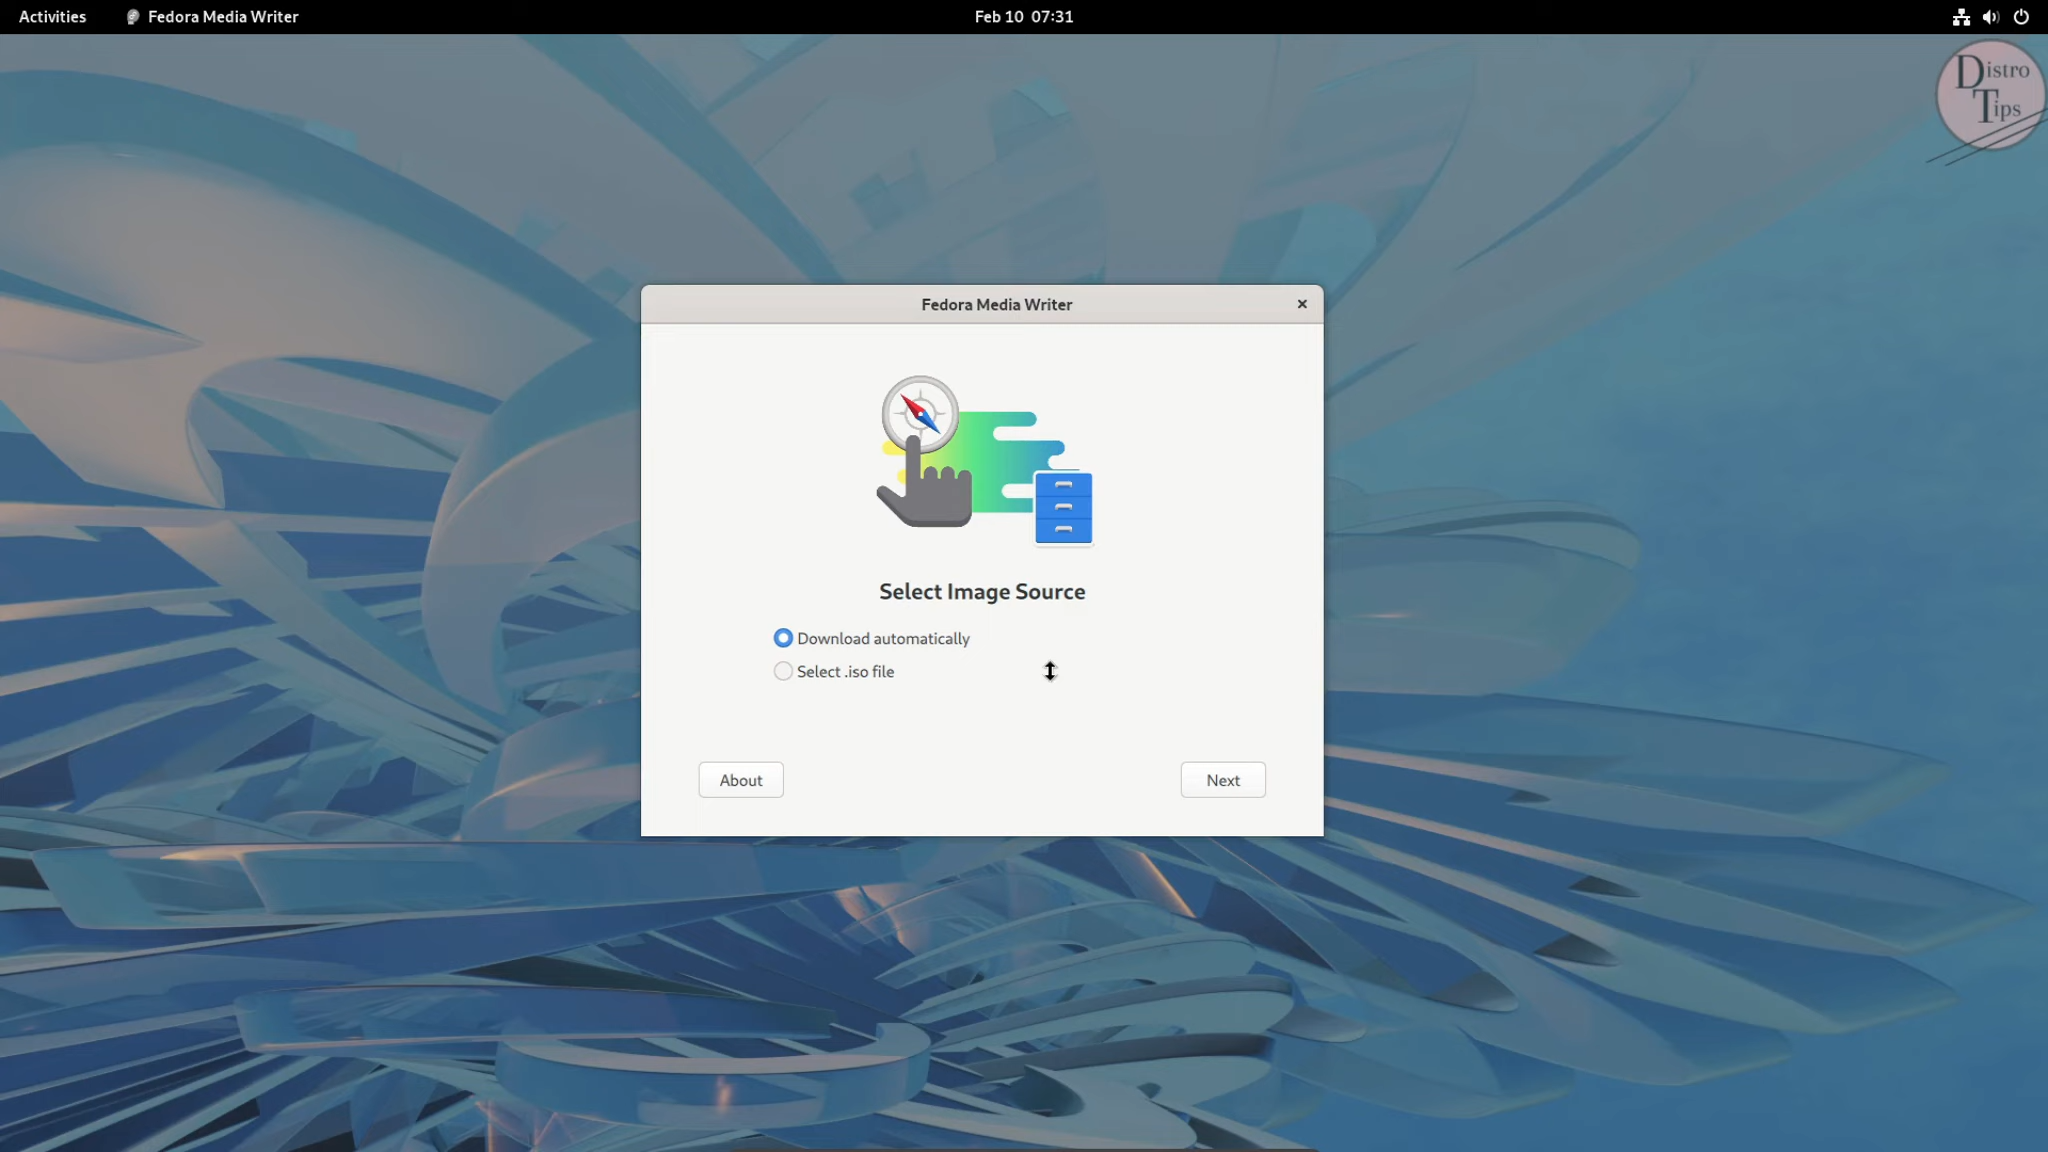 Activities
Fedora Media Writer
Feb 10 07:31
Distro
Tips
Fedora Media Writer
Select Image Source
Download automatically
Select .iso file
About
Next